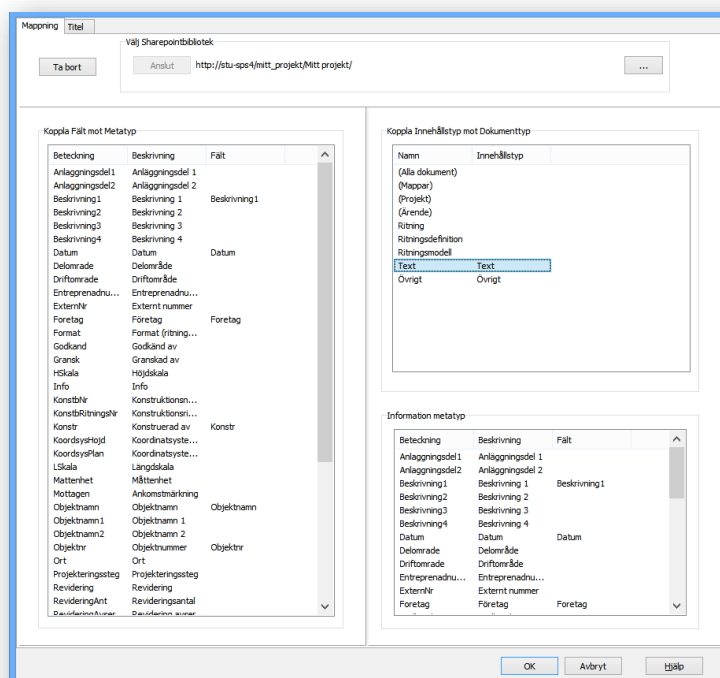 Mappning Titel
Välj Sharepointbibliotek
Ta bort Anslut http://stu-sps4/mitt_projekt/Mitt projekt/ ...
Koppla Fält mot Metatyp
Beteckning Beskrivning Fält
Anlaggningsdel1 Anläggningsdel 1
Anlaggningsdel2 Anläggningsdel 2
Beskrivning1 Beskrivning 1 Beskrivning1
Beskrivning2 Beskrivning 2
Beskrivning3 Beskrivning 3
Beskrivning4 Beskrivning 4
Datum Datum Datum
Delomrade Delområde
Driftomrade Driftområde
Entreprenadnu... Entreprenadnu...
ExternNr Externt nummer
Foretag Företag Foretag
Format Format (ritning...
Godkand Godkänd av
Gransk Granskad av
HSkala Höjdskala
Info Info
KonstbNr Konstruktionsn...
KonstbRitningsNr Konstruktionsri...
Konstr Konstruerad av Konstr
KoordsysHojd Koordinatsyste...
KoordsysPlan Koordinatsyste...
LSkala Längdskala
Mattenhet Måttenhet
Mottagen Ankomstmärkning
Objektnamn Objektnamn Objektnamn
Objektnamn1 Objektnamn 1
Objektnamn2 Objektnamn 2
Objektnr Objektnummer Objektnr
Ort Ort
Projekteringssteg Projekteringssteg
Revidering Revidering
RevideringAnt Revideringsantal
RevideringAvser Revidering avser
Koppla Innehållstyp mot Dokumenttyp
Namn Innehållstyp
(Alla dokument)
(Mappar)
(Projekt)
(Ärende)
Ritning
Ritningsdefinition
Ritningsmodell
Text Text
Övrigt Övrigt
Information metatyp
Beteckning Beskrivning Fält
Anlaggningsdel1 Anläggningsdel 1
Anlaggningsdel2 Anläggningsdel 2
Beskrivning1 Beskrivning 1 Beskrivning1
Beskrivning2 Beskrivning 2
Beskrivning3 Beskrivning 3
Beskrivning4 Beskrivning 4
Datum Datum Datum
Delomrade Delområde
Driftomrade Driftområde
Entreprenadnu... Entreprenadnu...
ExternNr Externt nummer
Foretag Företag Foretag
OK Avbryt Hjälp